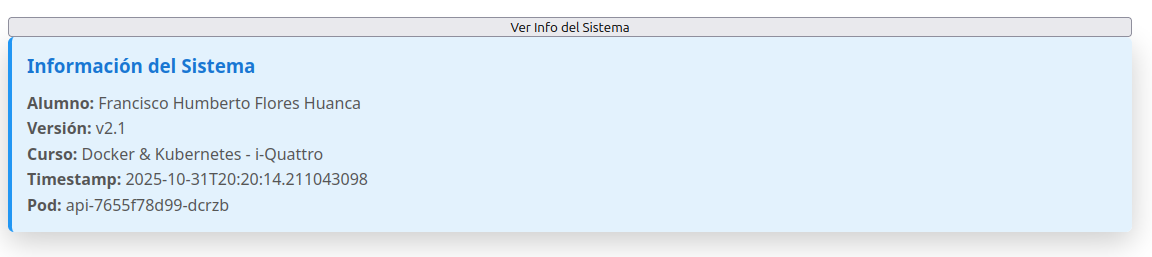 Ver Info del Sistema
Información del Sistema
Alumno: Francisco Humberto Flores Huanca
Versión: v2.1
Curso: Docker & Kubernetes - i-Quattro
Timestamp: 2025-10-31T20:20:14.211043098
Pod: api-7655f78d99-dcrzb